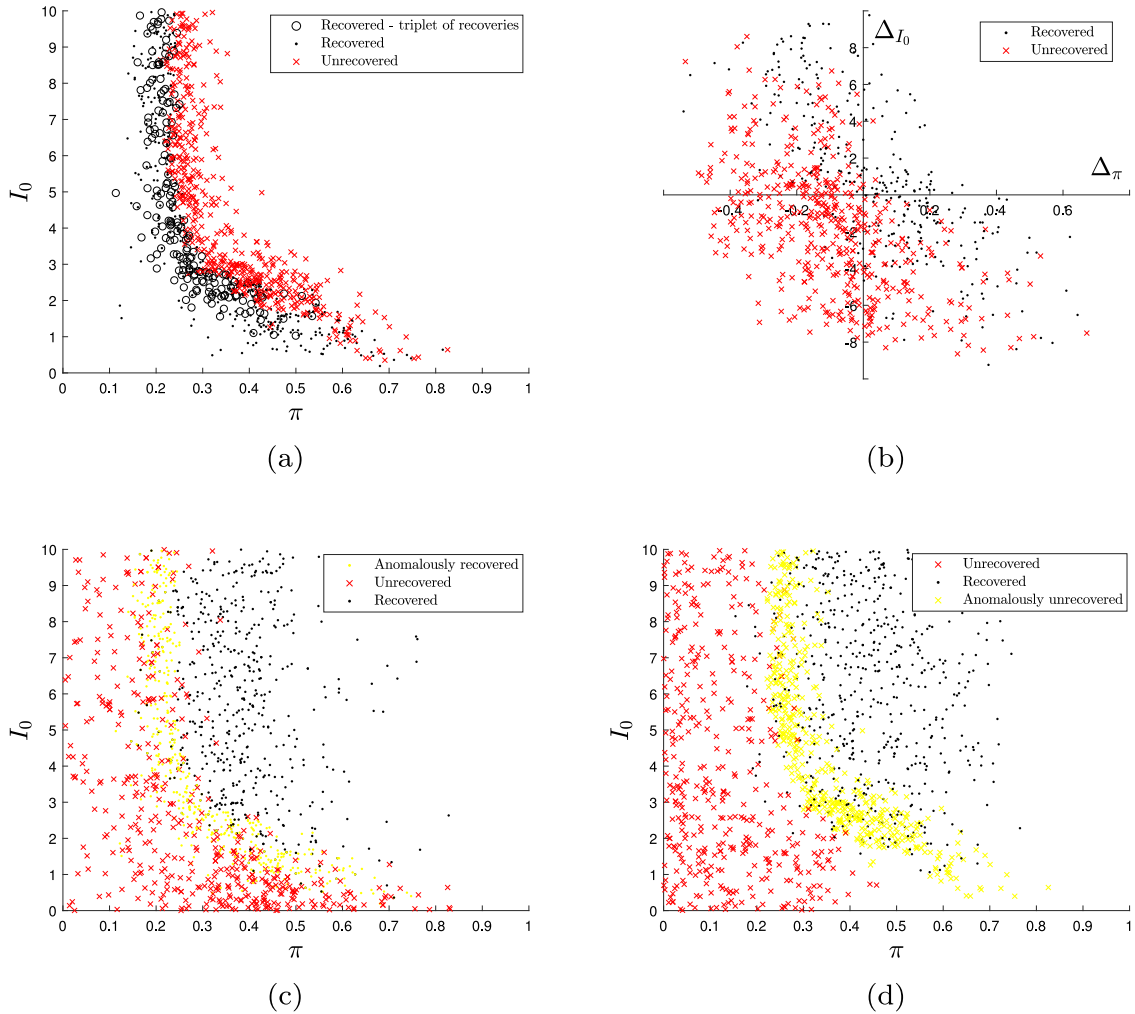 10
9
8
7
6
5
4
3
2
1
0
I₀
0 0.1 0.2 0.3 0.4 0.5 0.6 0.7 0.8 0.9 1
π
Recovered - triplet of recoveries
Recovered
Unrecovered
(a)
Δ_{I₀}
Δ_π
8
6
4
2
-2
-4
-6
-8
-0.4 -0.2 0.2 0.4 0.6
Recovered
Unrecovered
(b)
10
9
8
7
6
5
4
3
2
1
0
I₀
0 0.1 0.2 0.3 0.4 0.5 0.6 0.7 0.8 0.9 1
π
Anomalously recovered
Unrecovered
Recovered
(c)
10
9
8
7
6
5
4
3
2
1
0
I₀
0 0.1 0.2 0.3 0.4 0.5 0.6 0.7 0.8 0.9 1
π
Unrecovered
Recovered
Anomalously unrecovered
(d)